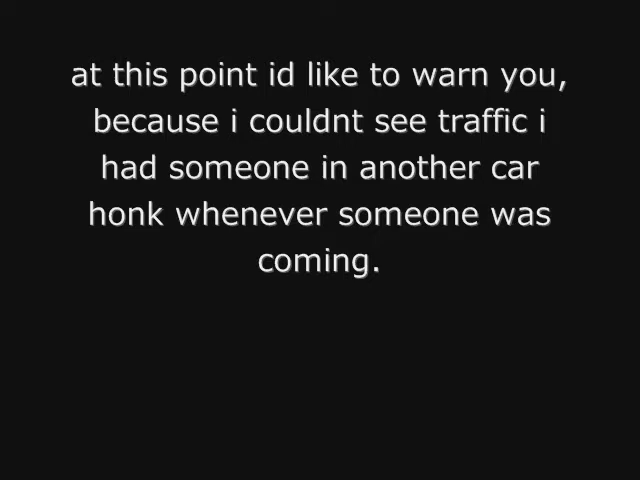 at this point id like to warn you,
because i couldnt see traffic i
had someone in another car
honk whenever someone was
coming.